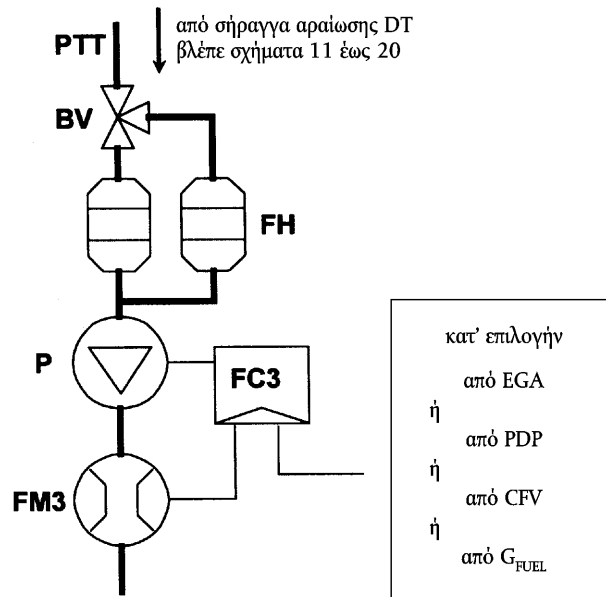 από σήραγγα αραίωσης DT
PTT
βλέπε σχήματα 11 έως 20
BV
FH
P
FC3
FM3
κατ' επιλογήν
από EGA
ή
από PDP
ή
από CFV
ή
από G_FUEL